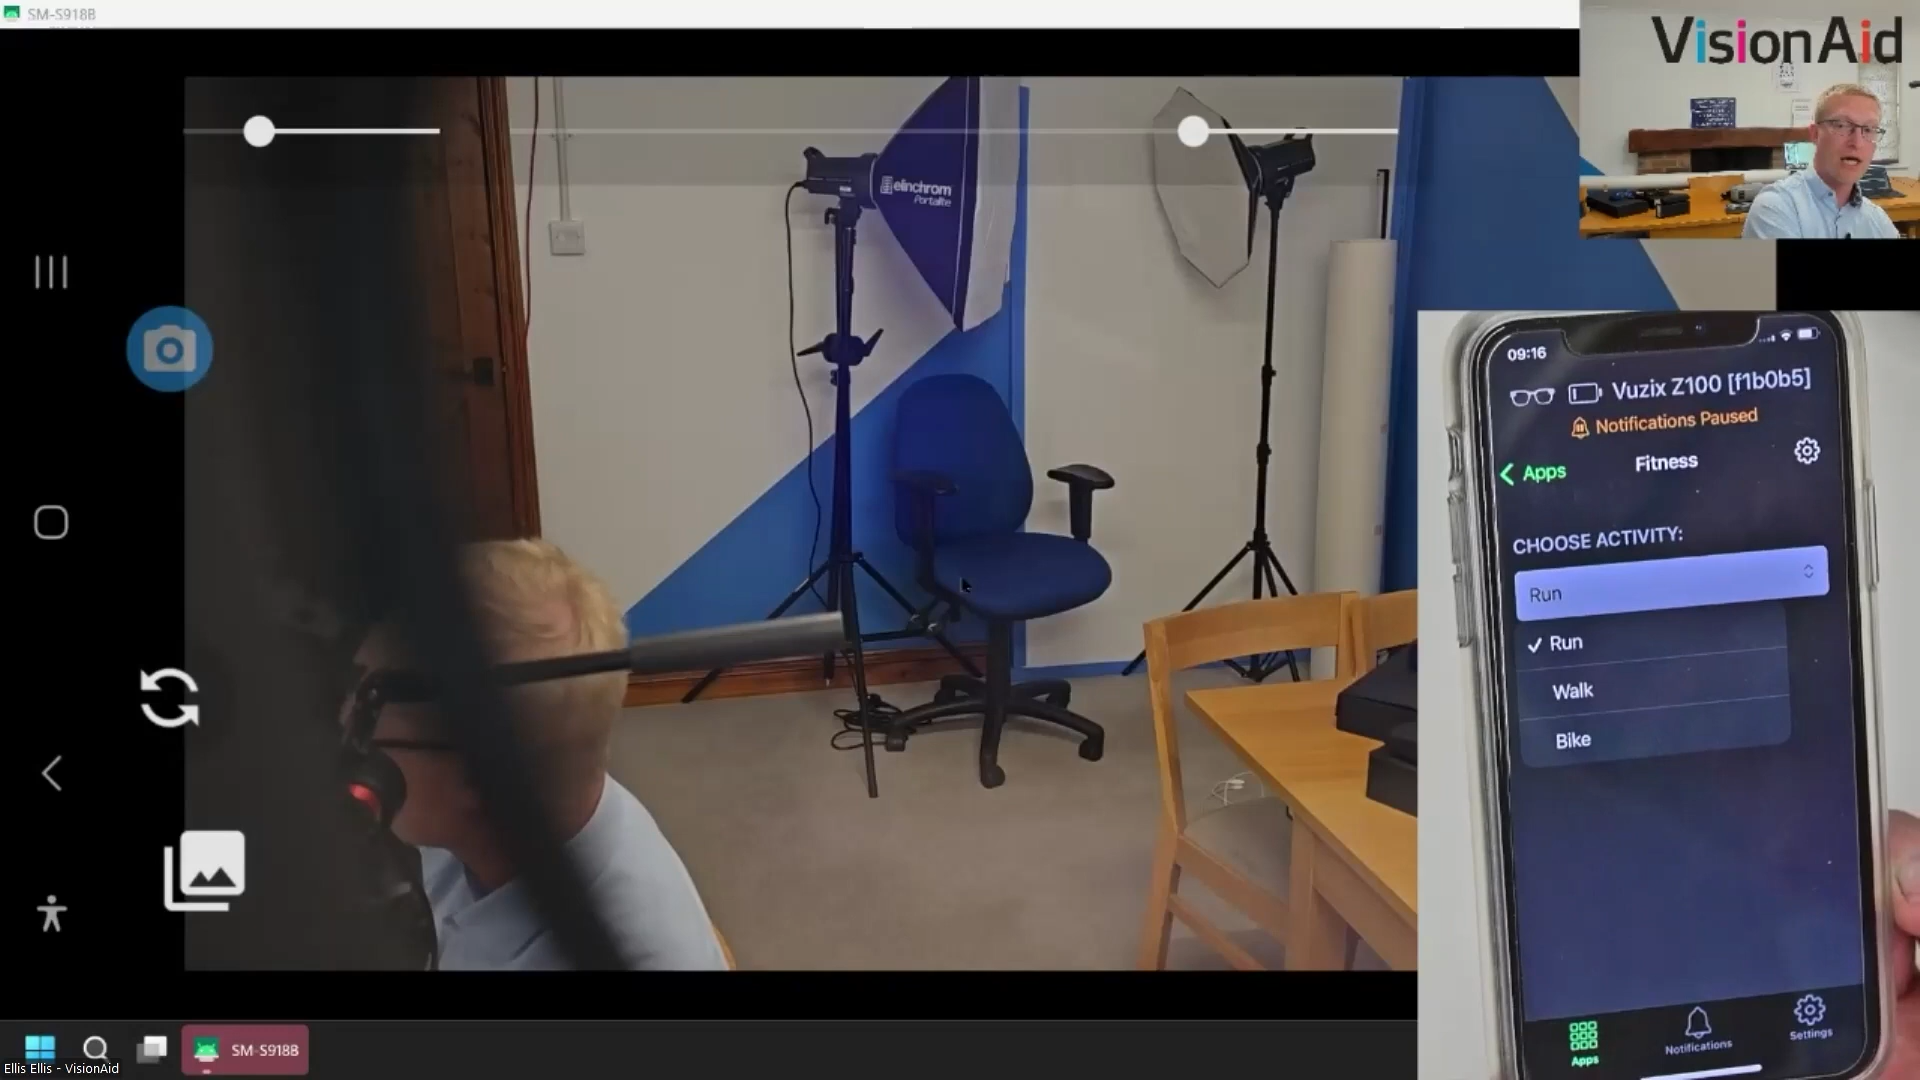 SM-S918B
VisionAid
elinchrom
Portalite
09:16
Vuzix Z100 [f1b0b5]
Notifications Paused
Apps
Fitness
CHOOSE ACTIVITY:
Run
Run
Walk
Bike
Apps
Notifications
Settings
SM-S918B
Ellis Ellis - VisionAid